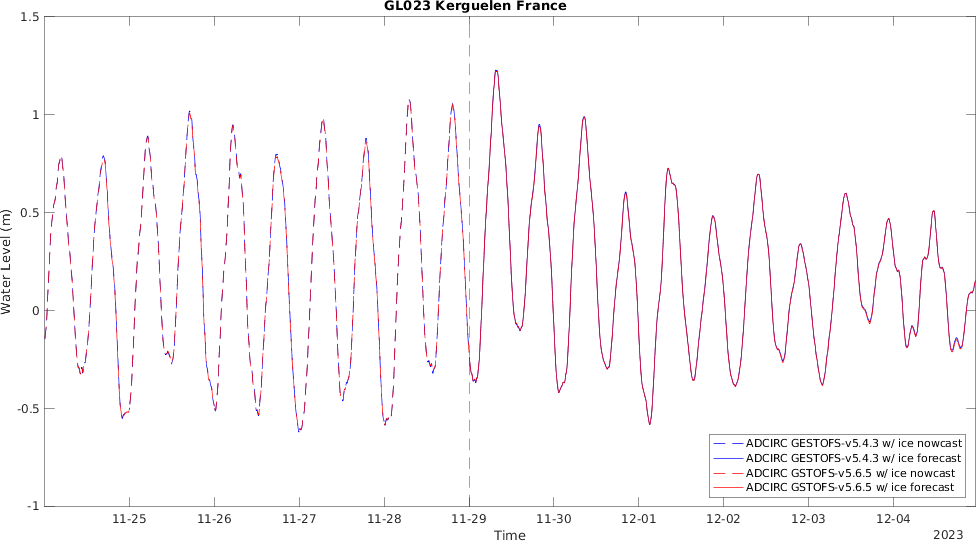 GL023 Kerguelen France
1.5
1
0.5
0
-0.5
-1
Water Level (m)
11-25 11-26 11-27 11-28 11-29 11-30 12-01 12-02 12-03 12-04
Time
2023
ADCIRC GESTOFS-v5.4.3 w/ ice nowcast
ADCIRC GESTOFS-v5.4.3 w/ ice forecast
ADCIRC GSTOFS-v5.6.5 w/ ice nowcast
ADCIRC GSTOFS-v5.6.5 w/ ice forecast